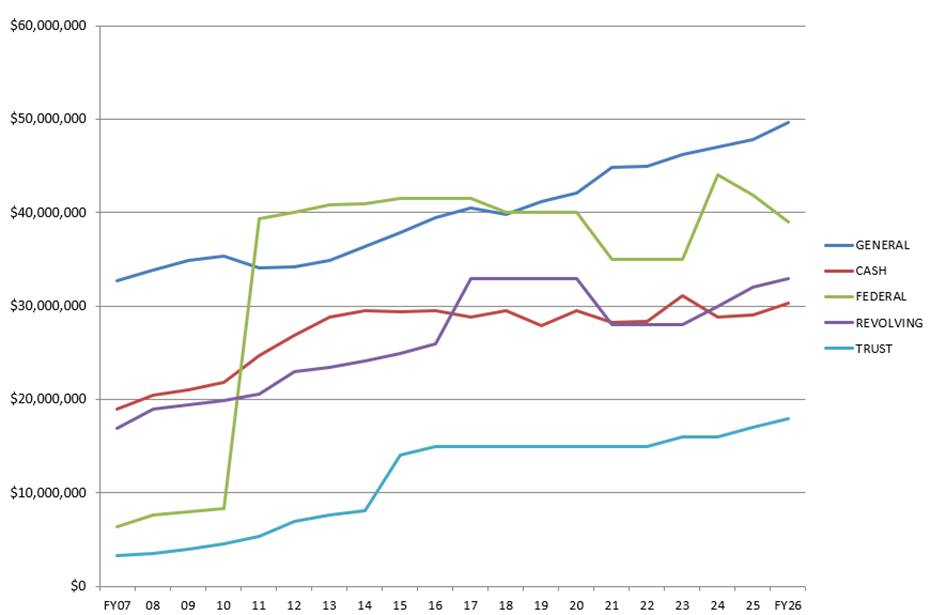 $60,000,000
$50,000,000
$40,000,000
$30,000,000
$20,000,000
$10,000,000
$0
FY07 08 09 10 11 12 13 14 15 16 17 18 19 20 21 22 23 24 25 FY26
GENERAL
CASH
FEDERAL
REVOLVING
TRUST